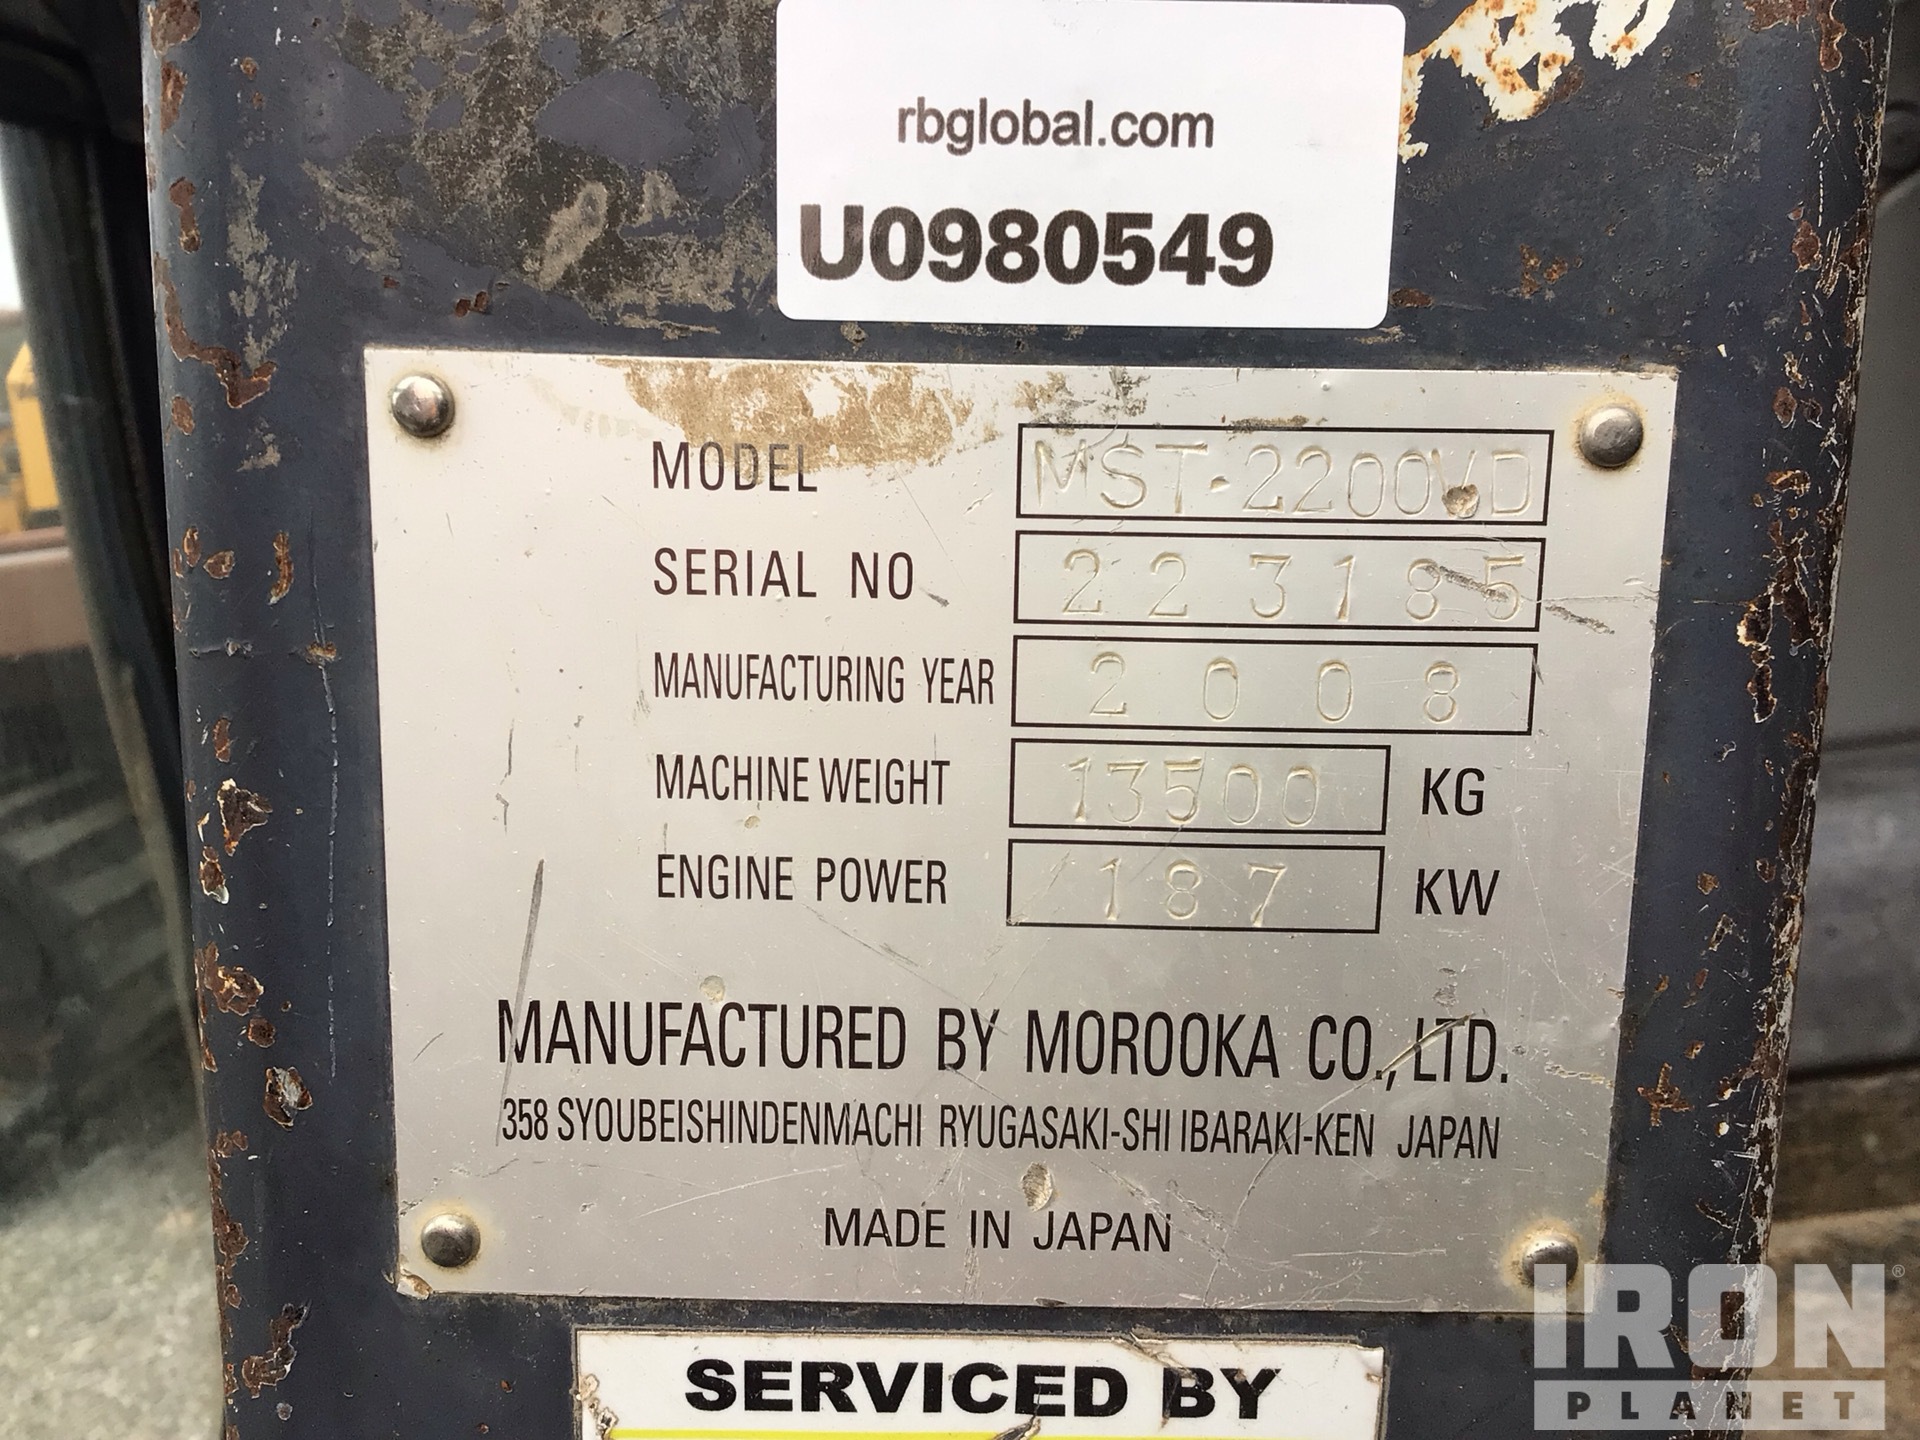 rbglobal.com
U0980549
MODEL MST-2200VD
SERIAL NO 223185
MANUFACTURING YEAR 2008
MACHINE WEIGHT 13500 KG
ENGINE POWER 187 KW
MANUFACTURED BY MOROOKA CO., LTD.
358 SYOUBEISHINDENMACHI RYUGASAKI-SHI IBARAKI-KEN JAPAN
MADE IN JAPAN
SERVICED BY
IRON®
PLANET